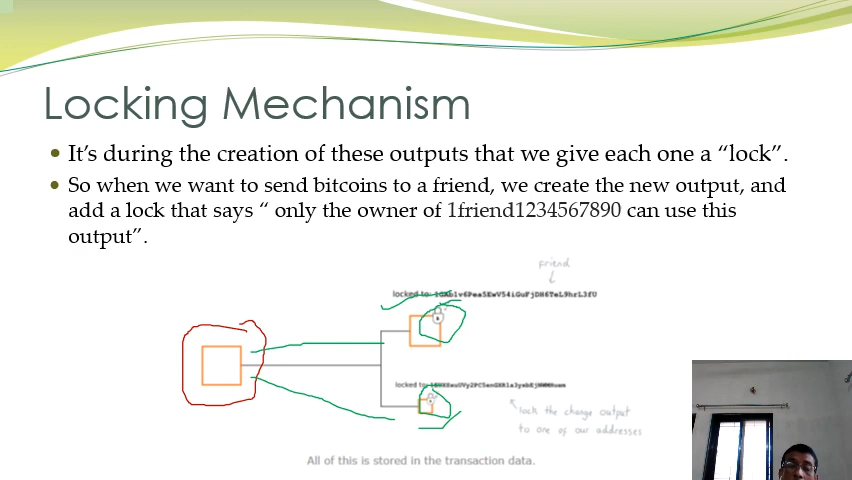 Locking Mechanism
It's during the creation of these outputs that we give each one a “lock”.
So when we want to send bitcoins to a friend, we create the new output, and
add a lock that says “ only the owner of 1friend1234567890 can use this
output”.
friend
locked to:
locked to:
lock the change output
to one of our addresses
All of this is stored in the transaction data.